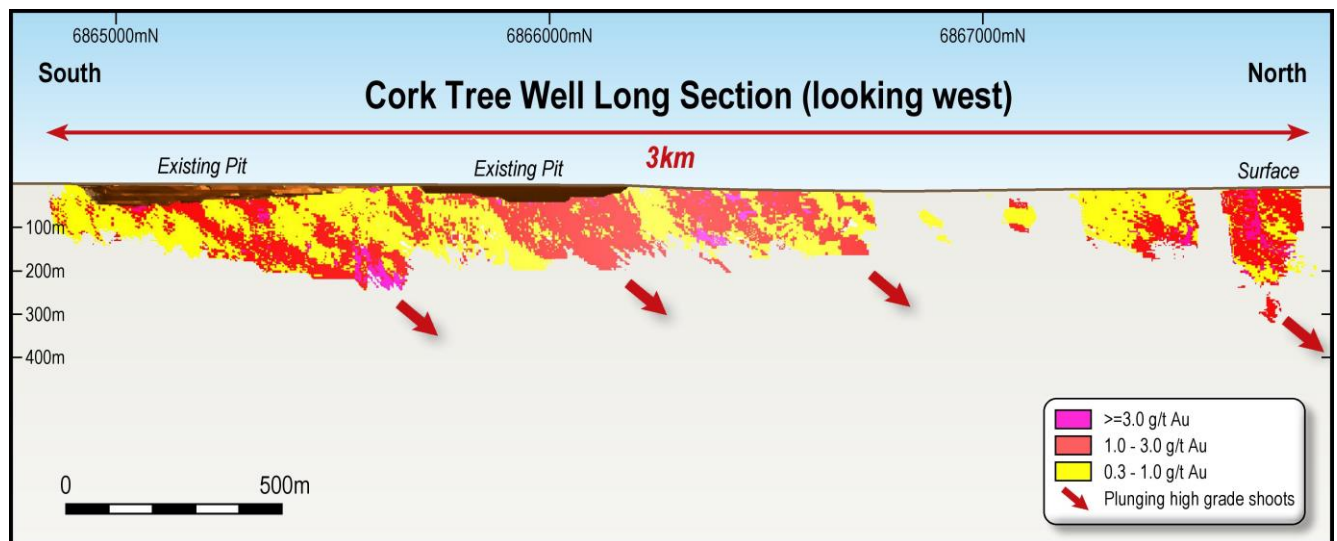 6865000mN
6866000mN
6867000mN
South
North
Cork Tree Well Long Section (looking west)
3km
Existing Pit
Existing Pit
Surface
100m
200m
300m
400m
0
500m
>=3.0 g/t Au
1.0 - 3.0 g/t Au
0.3 - 1.0 g/t Au
Plunging high grade shoots